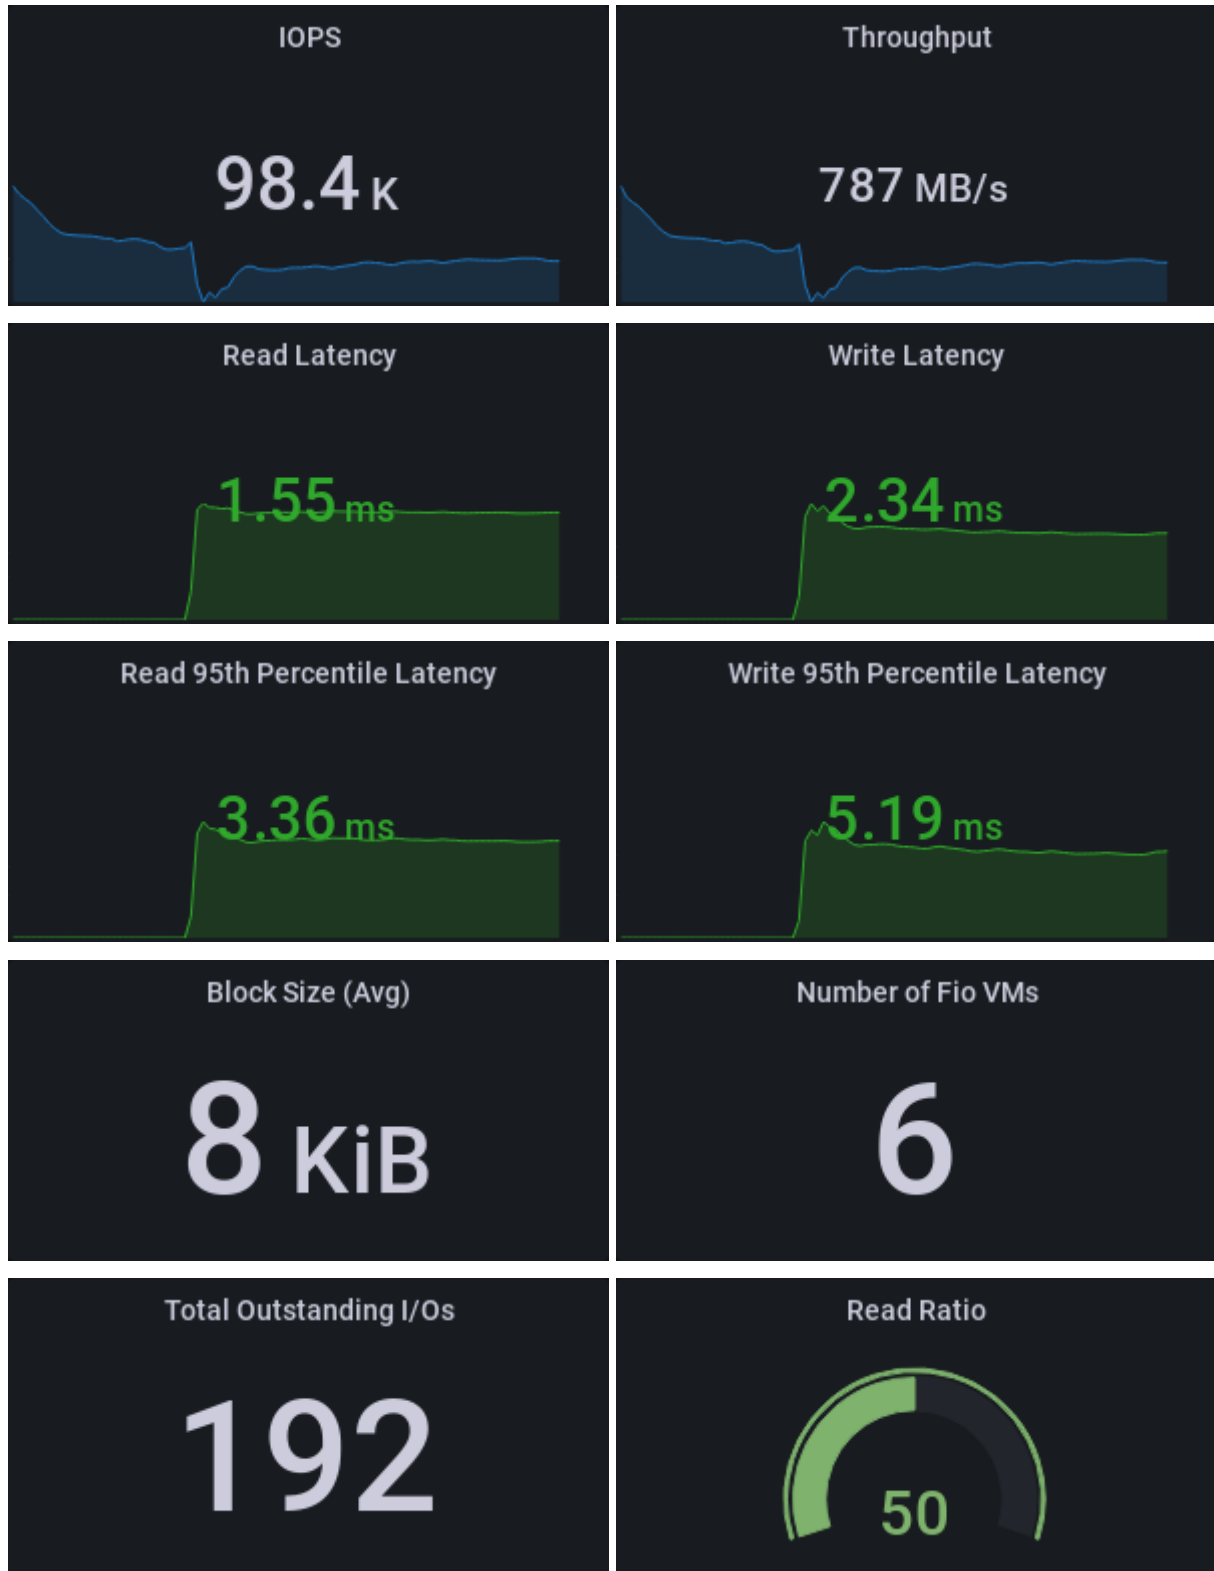 IOPS
98.4 K
Throughput
787 MB/s
Read Latency
1.55 ms
Write Latency
2.34 ms
Read 95th Percentile Latency
3.36 ms
Write 95th Percentile Latency
5.19 ms
Block Size (Avg)
8 KiB
Number of Fio VMs
6
Total Outstanding I/Os
192
Read Ratio
50